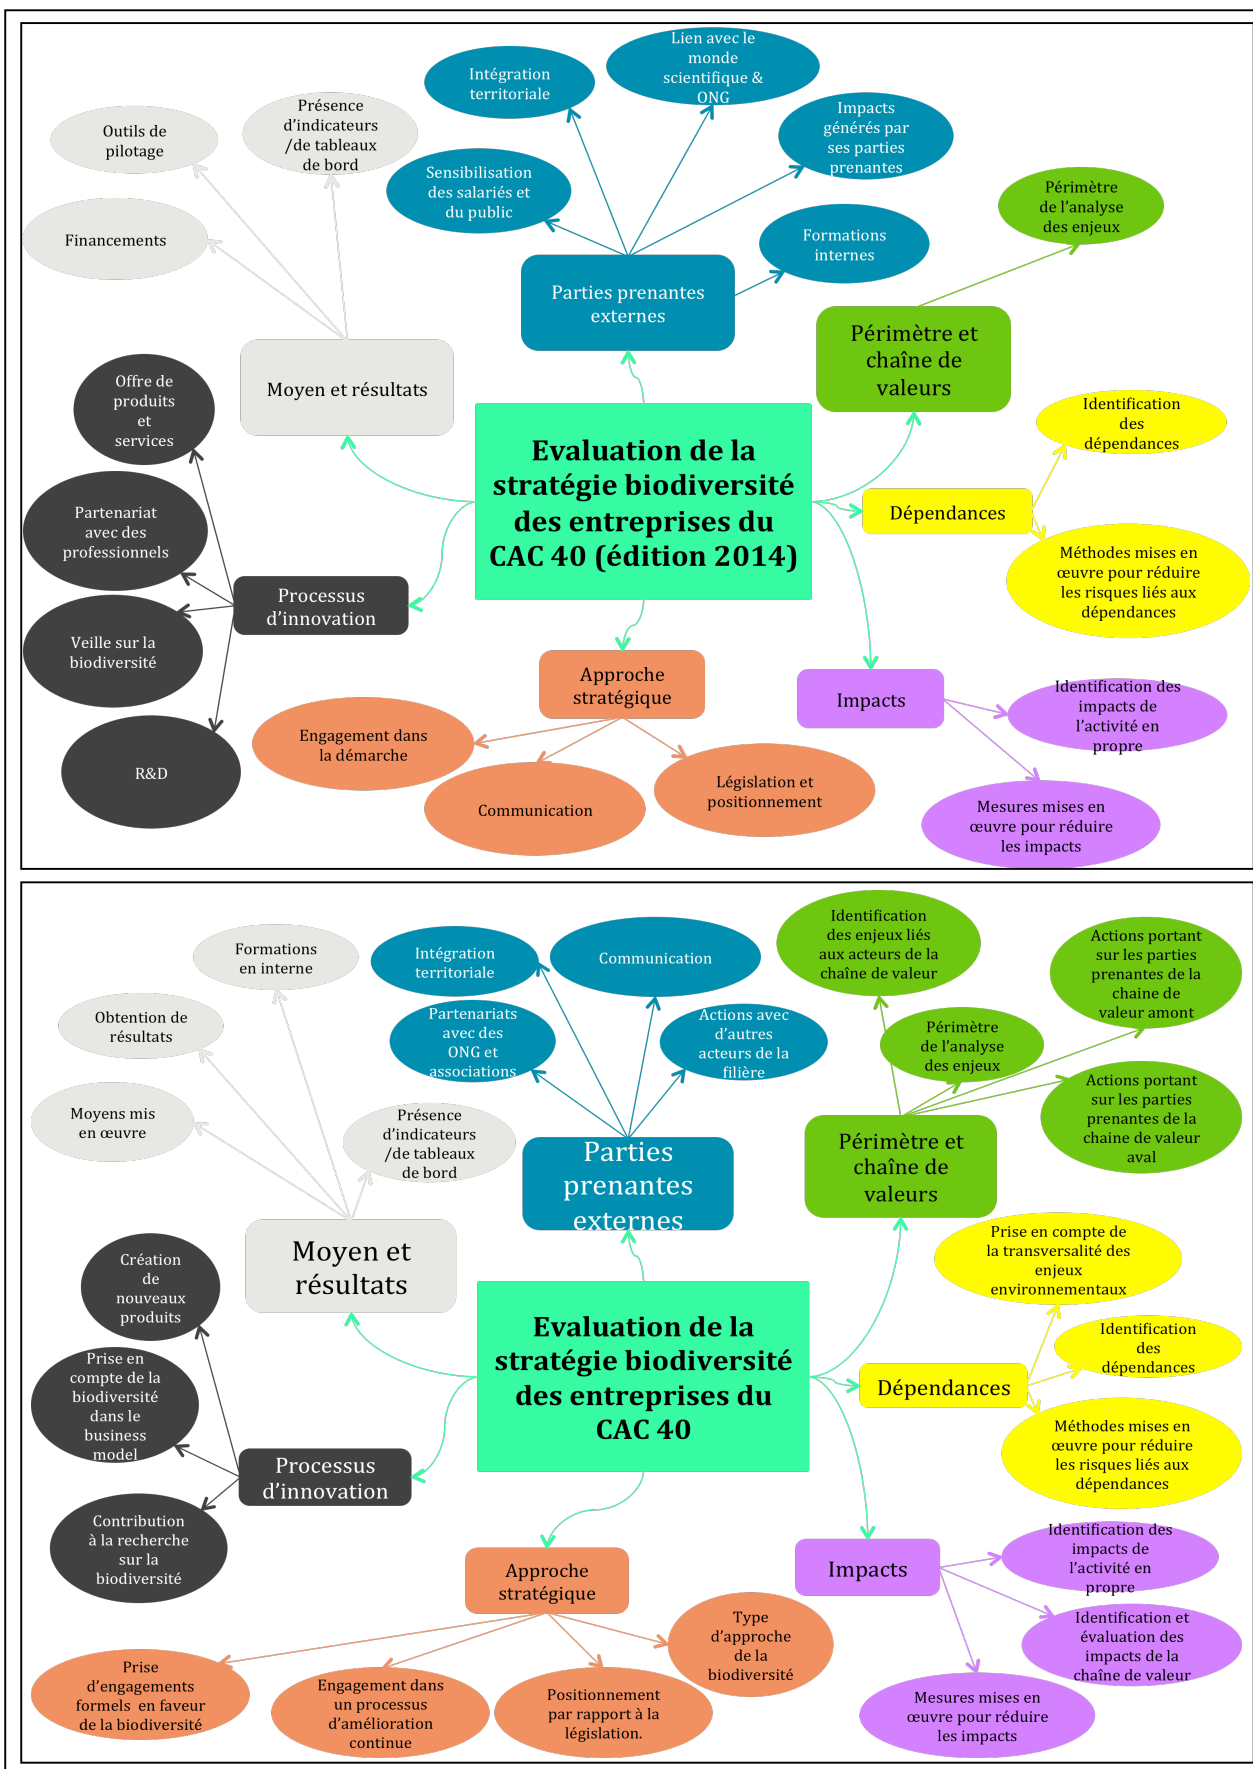 Lien avec le
monde
scientifique &
ONG
Intégration
territoriale
Présence
d'indicateurs
/de tableaux
de bord
Impacts
générés par
ses parties
prenantes
Outils de
pilotage
Sensibilisation
des salariés et
du public
Périmètre
de l'analyse
des enjeux
Financements
Formations
internes
Parties prenantes
externes
Périmètre et
chaîne de
valeurs
Moyen et résultats
Offre de
produits
et
services
Identification
des
dépendances
Evaluation de la
stratégie biodiversité
des entreprises du
CAC 40 (édition 2014)
Dépendances
Partenariat
avec des
professionnels
Méthodes mises en
œuvre pour réduire
les risques liés aux
dépendances
Processus
d'innovation
Veille sur la
biodiversité
Approche
stratégique
Impacts
Identification des
impacts de
l'activité en
propre
Engagement dans
la démarche
R&D
Législation et
positionnement
Communication
Mesures mises en
œuvre pour réduire
les impacts
Identification
des enjeux liés
aux acteurs de la
chaîne de valeur
Formations
en interne
Intégration
territoriale
Communication
Actions portant
sur les parties
prenantes de la
chaine de
valeur amont
Obtention de
résultats
Partenariats
avec des
ONG et
associations
Actions avec
d'autres
acteurs de la
filière
Périmètre
de l'analyse
des enjeux
Moyens mis
en œuvre
Présence
d'indicateurs
/de tableaux
de bord
Actions portant
sur les parties
prenantes de la
chaine de valeur
aval
Parties
prenantes
externes
Périmètre et
chaîne de
valeurs
Moyen et
résultats
Prise en compte de
la transversalité des
enjeux
environnementaux
Création
de
nouveaux
produits
Evaluation de la
stratégie biodiversité
des entreprises du
CAC 40
Identification
des
dépendances
Dépendances
Prise en
compte de la
biodiversité
dans le
business
model
Méthodes mises en
œuvre pour réduire
les risques liés aux
dépendances
Processus
d'innovation
Contribution
à la recherche
sur la
biodiversité
Approche
stratégique
Impacts
Identification des
impacts de
l'activité en
propre
Type
d'approche
de la
biodiversité
Identification et
évaluation des
impacts de la
chaîne de valeur
Prise
d'engagements
formels  en faveur
de la biodiversité
Engagement dans
un processus
d'amélioration
continue
Positionnement
par rapport à la
législation.
Mesures mises en
œuvre pour réduire
les impacts